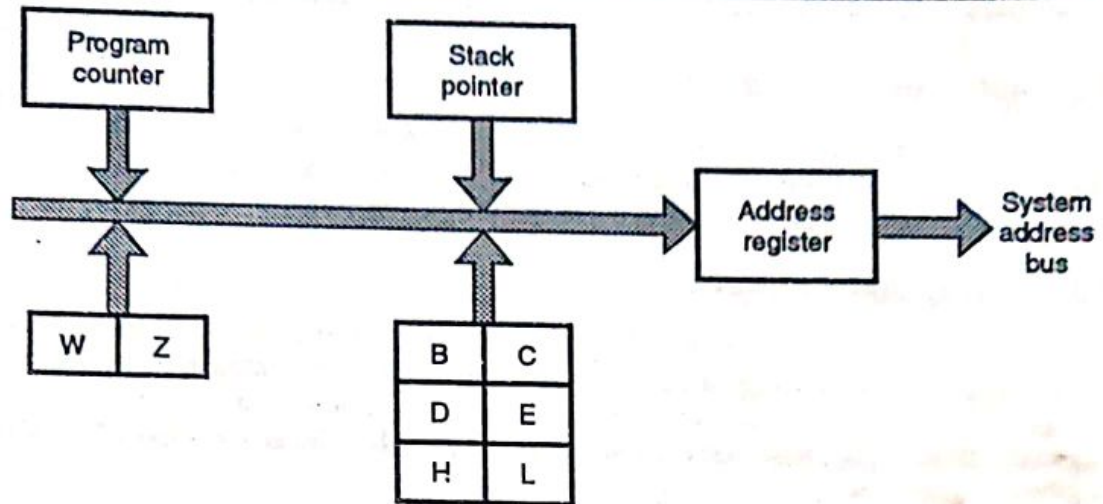 Program
counter
Stack
pointer
Address
register
System
address
bus
W Z
B C
D E
H L